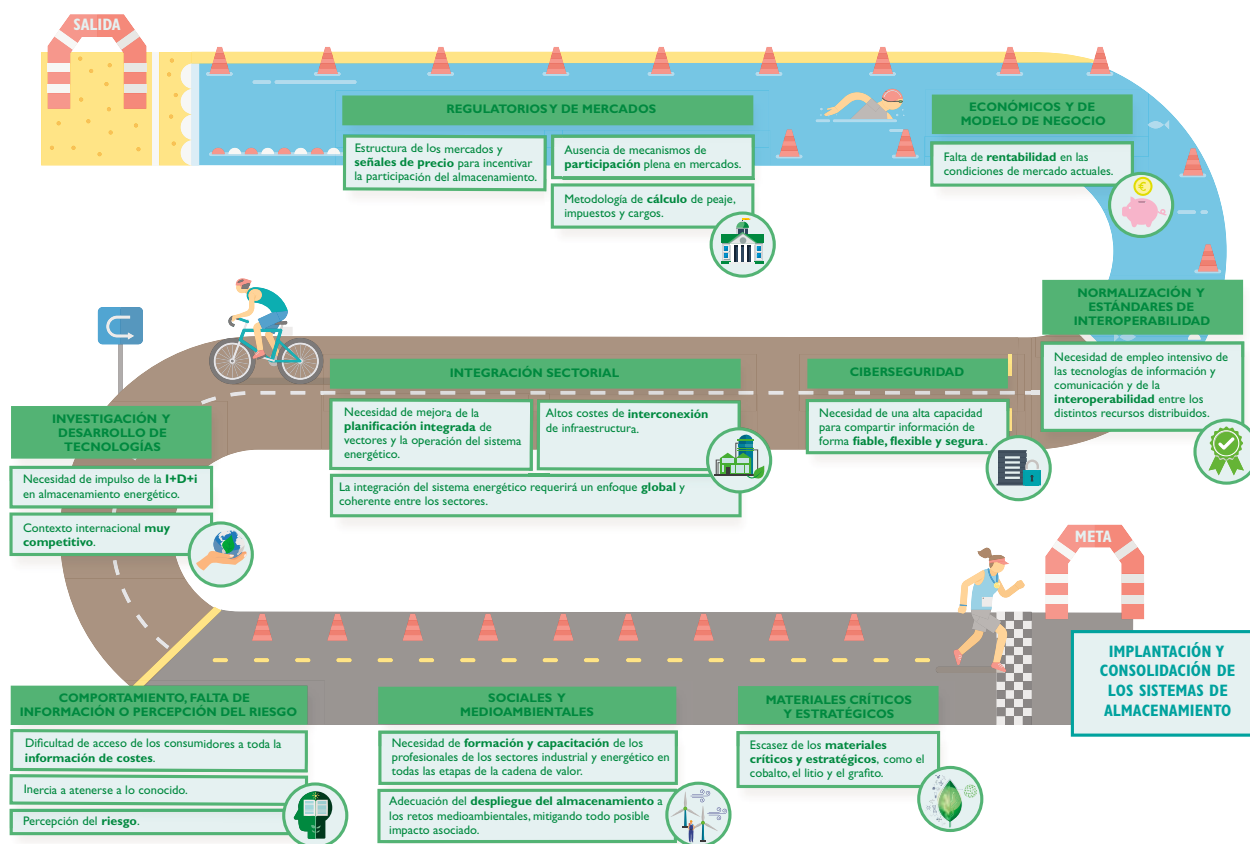 SALIDA
REGULATORIOS Y DE MERCADOS
Estructura de los mercados y
señales de precio para incentivar
la participación del almacenamiento.
Ausencia de mecanismos de
participación plena en mercados.
Metodología de cálculo de peaje,
impuestos y cargos.
ECONÓMICOS Y DE
MODELO DE NEGOCIO
Falta de rentabilidad en las
condiciones de mercado actuales.
€
NORMALIZACIÓN Y
ESTÁNDARES DE
INTEROPERABILIDAD
Necesidad de empleo intensivo de
las tecnologías de información y
comunicación y de la
interoperabilidad entre los
distintos recursos distribuidos.
CIBERSEGURIDAD
Necesidad de una alta capacidad
para compartir información de
forma fiable, flexible y segura.
INTEGRACIÓN SECTORIAL
Necesidad de mejora de la
planificación integrada de
vectores y la operación del sistema
energético.
Altos costes de interconexión
de infraestructura.
La integración del sistema energético requerirá un enfoque global y
coherente entre los sectores.
INVESTIGACIÓN Y
DESARROLLO DE
TECNOLOGÍAS
Necesidad de impulso de la I+D+i
en almacenamiento energético.
Contexto internacional muy
competitivo.
COMPORTAMIENTO, FALTA DE
INFORMACIÓN O PERCEPCIÓN DEL RIESGO
Dificultad de acceso de los consumidores a toda la
información de costes.
Inercia a atenerse a lo conocido.
Percepción del riesgo.
SOCIALES Y
MEDIOAMBIENTALES
Necesidad de formación y capacitación de los
profesionales de los sectores industrial y energético en
todas las etapas de la cadena de valor.
Adecuación del despliegue del almacenamiento a
los retos medioambientales, mitigando todo posible
impacto asociado.
MATERIALES CRÍTICOS
Y ESTRATÉGICOS
Escasez de los materiales
críticos y estratégicos, como el
cobalto, el litio y el grafito.
META
IMPLANTACIÓN Y
CONSOLIDACIÓN DE
LOS SISTEMAS DE
ALMACENAMIENTO